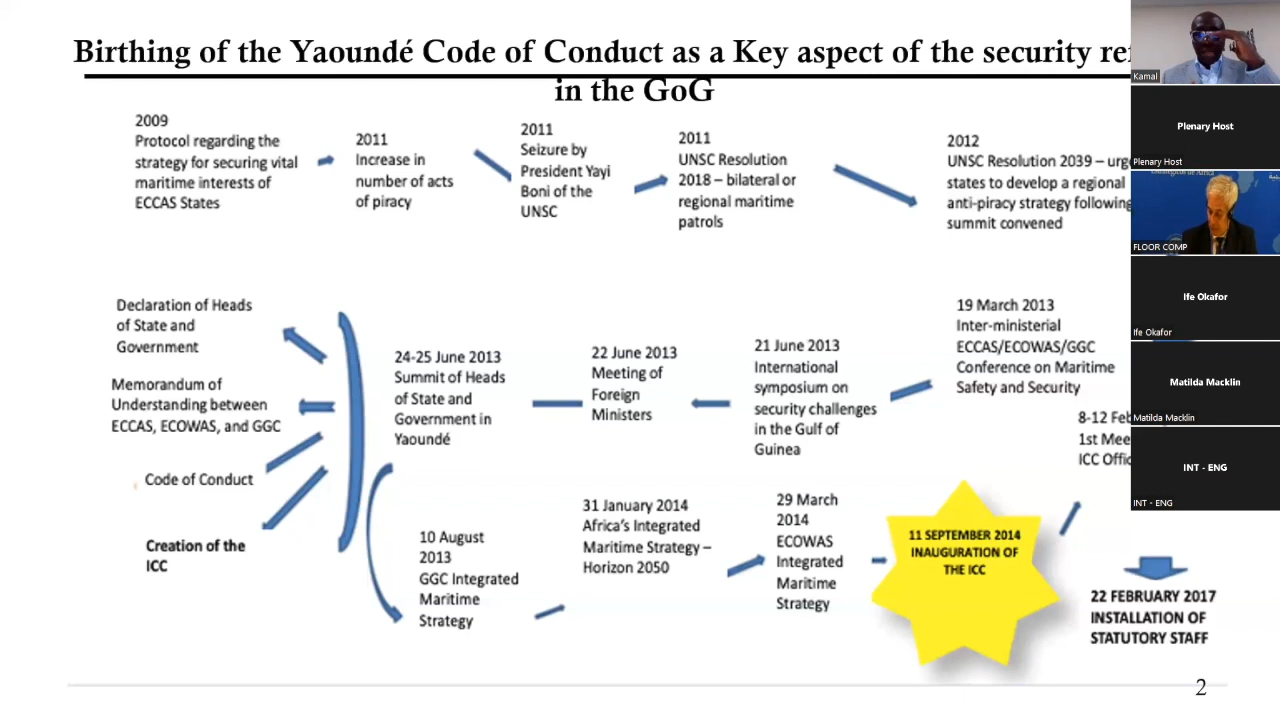 Birthing of the Yaoundé Code of Conduct as a Key aspect of the security
in the GoG
2009
Protocol regarding the
strategy for securing vital
maritime interests of
ECCAS States
2011
Increase in
number of acts
of piracy
2011
Seizure by
President Yayi
Boni of the
UNSC
2011
UNSC Resolution
2018 – bilateral or
regional maritime
patrols
2012
UNSC Resolution 2039 – urg
states to develop a regional
anti-piracy strategy following
summit convened
Declaration of Heads
of State and
Government
Memorandum of
Understanding between
ECCAS, ECOWAS, and GGC
Code of Conduct
Creation of the
ICC
24-25 June 2013
Summit of Heads
of State and
Government in
Yaoundé
22 June 2013
Meeting of
Foreign
Ministers
21 June 2013
International
symposium on
security challenges
in the Gulf of
Guinea
19 March 2013
Inter-ministerial
ECCAS/ECOWAS/GGC
Conference on Maritime
Safety and Security
8-12 Feb
1st Mee
ICC Offic
10 August
2013
GGC Integrated
Maritime
Strategy
31 January 2014
Africa's Integrated
Maritime Strategy –
Horizon 2050
29 March
2014
ECOWAS
Integrated
Maritime
Strategy
11 SEPTEMBER 2014
INAUGURATION OF
THE ICC
22 FEBRUARY 2017
INSTALLATION OF
STATUTORY STAFF
2
Kamal
Plenary Host
Plenary Host
FLOOR COMP
Ife Okafor
Ife Okafor
Matilda Macklin
Matilda Macklin
INT - ENG
INT - ENG